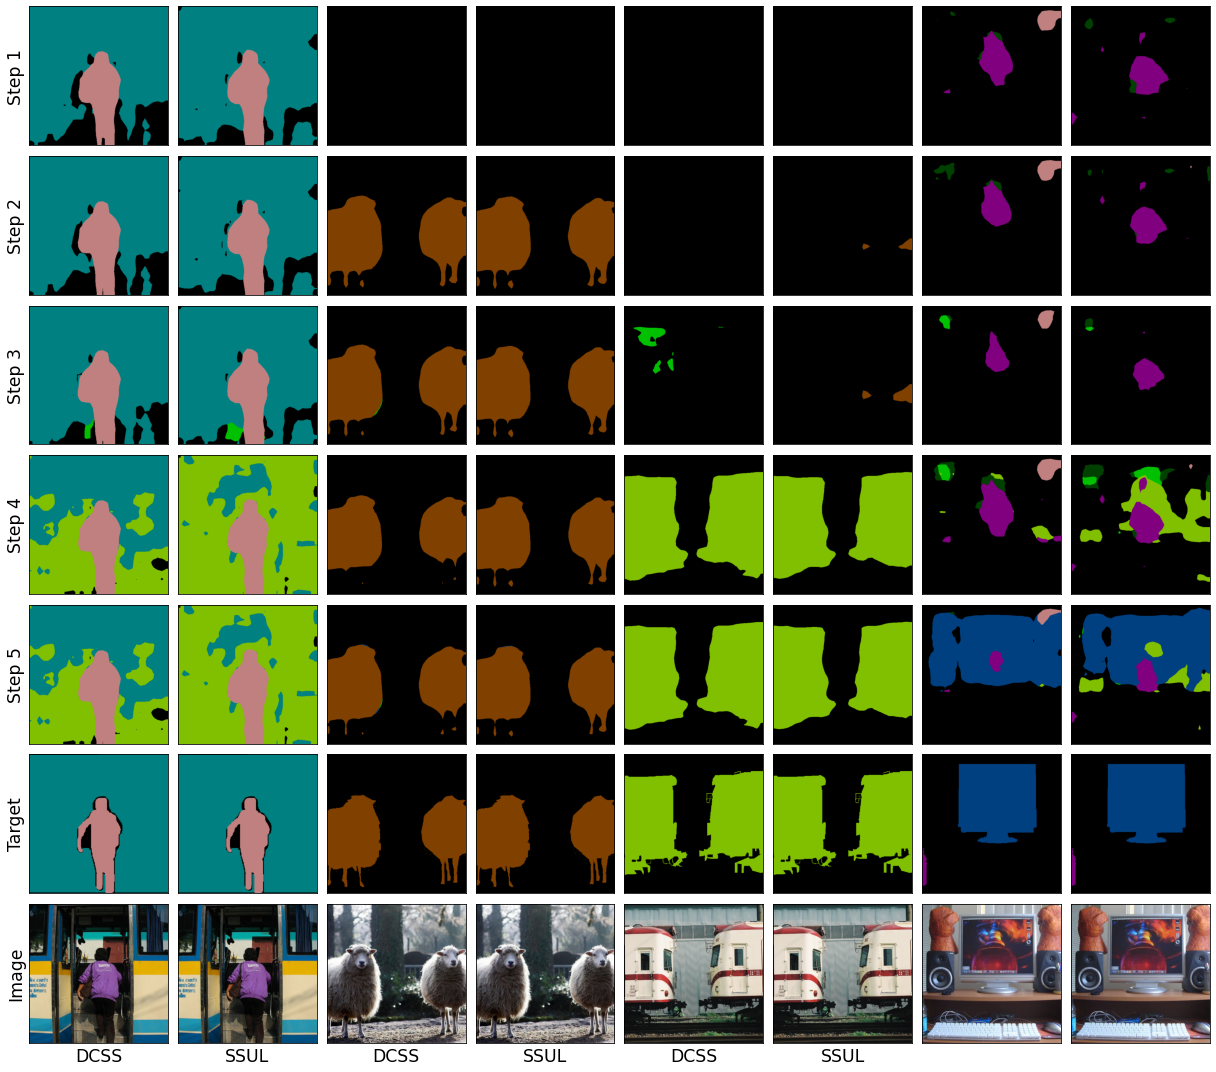 Step 1
Step 2
Step 3
Step 4
Step 5
Target
Image
DCSS
SSUL
DCSS
SSUL
DCSS
SSUL